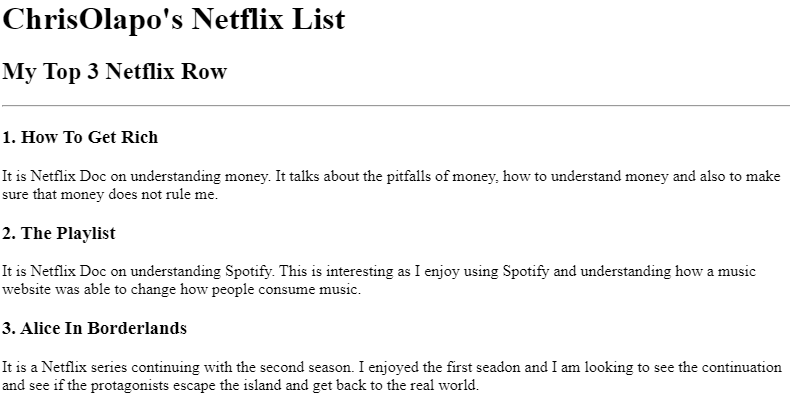 ChrisOlapo's Netflix List
My Top 3 Netflix Row
1. How To Get Rich
It is Netflix Doc on understanding money. It talks about the pitfalls of money, how to understand money and also to make
sure that money does not rule me.
2. The Playlist
It is Netflix Doc on understanding Spotify. This is interesting as I enjoy using Spotify and understanding how a music
website was able to change how people consume music.
3. Alice In Borderlands
It is a Netflix series continuing with the second season. I enjoyed the first seadon and I am looking to see the continuation
and see if the protagonists escape the island and get back to the real world.